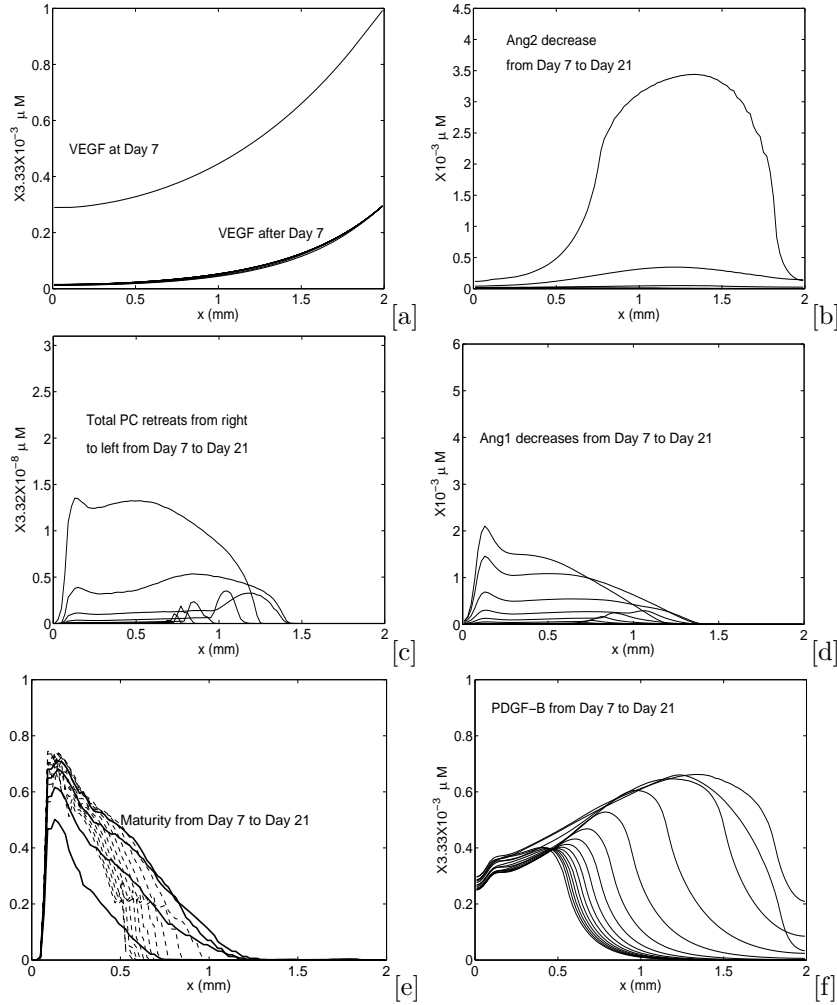 1
0.8
0.6
0.4
0.2
0
0 0.5 1 1.5 2
x (mm)
X3.33X10⁻³ μ M
VEGF at Day 7
VEGF after Day 7
[a]
4.5
4
3.5
3
2.5
2
1.5
1
0.5
0
0 0.5 1 1.5 2
x (mm)
X10⁻³ μ M
Ang2 decrease
from Day 7 to Day 21
[b]
3
2.5
2
1.5
1
0.5
0
0 0.5 1 1.5 2
x (mm)
X3.32X10⁻⁸ μ M
Total PC retreats from right
to left from Day 7 to Day 21
[c]
6
5
4
3
2
1
0
0 0.5 1 1.5 2
x (mm)
X10⁻³ μ M
Ang1 decreases from Day 7 to Day 21
[d]
1
0.8
0.6
0.4
0.2
0
0 0.5 1 1.5 2
x (mm)
Maturity from Day 7 to Day 21
[e]
1
0.8
0.6
0.4
0.2
0
0 0.5 1 1.5 2
x (mm)
X3.33X10⁻³ μ M
PDGF−B from Day 7 to Day 21
[f]